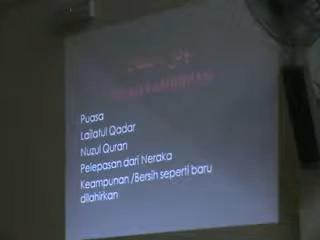 Puasa
Lailatul Qadar
Nuzul Quran
Pelepasan dari Neraka
Keampunan /Bersih seperti baru
dilahirkan